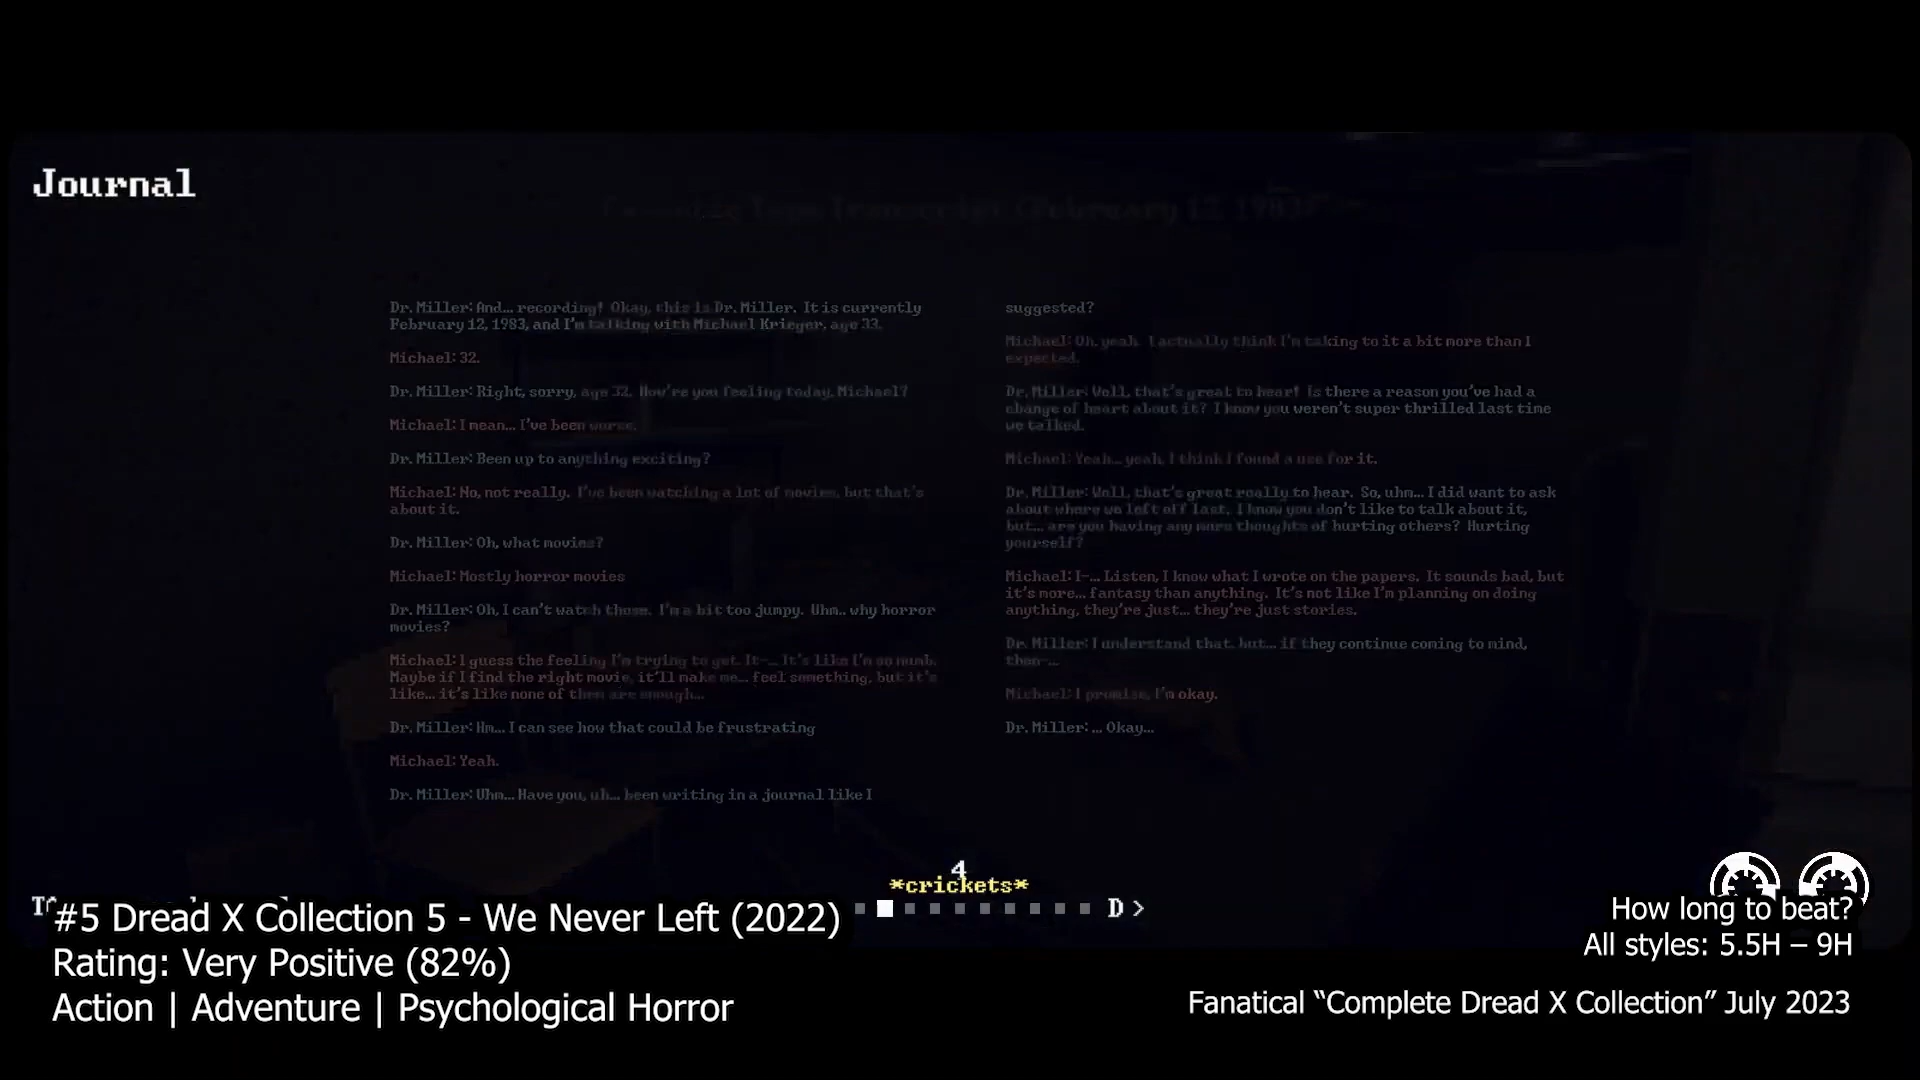 Journal
Cassette Tape Transcript (February 12, 1983)
Dr. Miller: And... recording! Okay, this is Dr. Miller. It is currently
February 12, 1983, and I'm talking with Michael Krieger, age 33.
Michael: 32.
Dr. Miller: Right, sorry, age 32. How're you feeling today, Michael?
Michael: I mean... I've been worse.
Dr. Miller: Been up to anything exciting?
Michael: No, not really. I've been watching a lot of movies, but that's
about it.
Dr. Miller: Oh, what movies?
Michael: Mostly horror movies
Dr. Miller: Oh, I can't watch those. I'm a bit too jumpy. Uhm.. why horror
movies?
Michael: I guess the feeling I'm trying to get. It-... It's like I'm so numb.
Maybe if I find the right movie, it'll make me... feel something, but it's
like... it's like none of them are enough...
Dr. Miller: Hm... I can see how that could be frustrating
Michael: Yeah.
Dr. Miller: Uhm... Have you, uh... been writing in a journal like I
suggested?
Michael: Oh, yeah. I actually think I'm taking to it a bit more than I
expected.
Dr. Miller: Well, that's great to hear! Is there a reason you've had a
change of heart about it? I know you weren't super thrilled last time
we talked.
Michael: Yeah... yeah, I think I found a use for it.
Dr. Miller: Well, that's great really to hear. So, uhm... I did want to ask
about where we left off last. I know you don't like to talk about it,
but... are you having any more thoughts of hurting others? Hurting
yourself?
Michael: I-... Listen, I know what I wrote on the papers. It sounds bad, but
it's more... fantasy than anything. It's not like I'm planning on doing
anything, they're just... they're just stories.
Dr. Miller: I understand that, but... if they continue coming to mind,
then-...
Michael: I promise, I'm okay.
Dr. Miller: ... Okay...
4
*crickets*
D >
#5 Dread X Collection 5 - We Never Left (2022)
Rating: Very Positive (82%)
Action | Adventure | Psychological Horror
How long to beat?
All styles: 5.5H – 9H
Fanatical “Complete Dread X Collection” July 2023